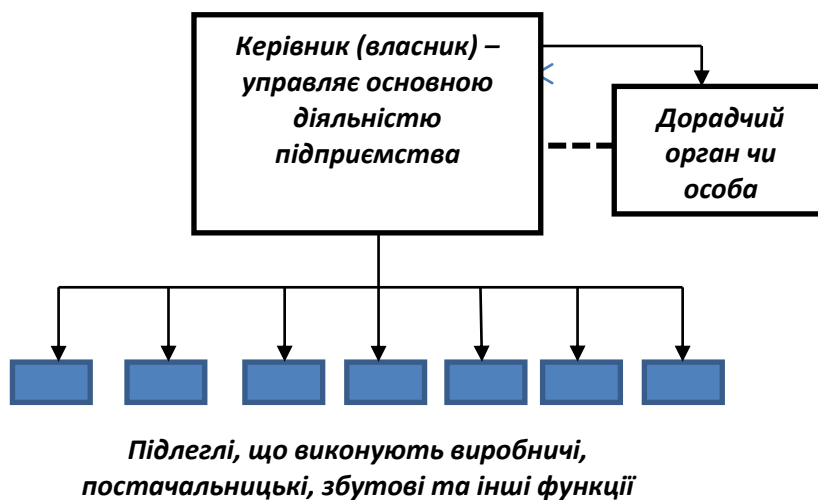 Керівник (власник) –
управляє основною
діяльністю
підприємства
Дорадчий
орган чи
особа
Підлеглі, що виконують виробничі,
постачальницькі, збутові та інші функції